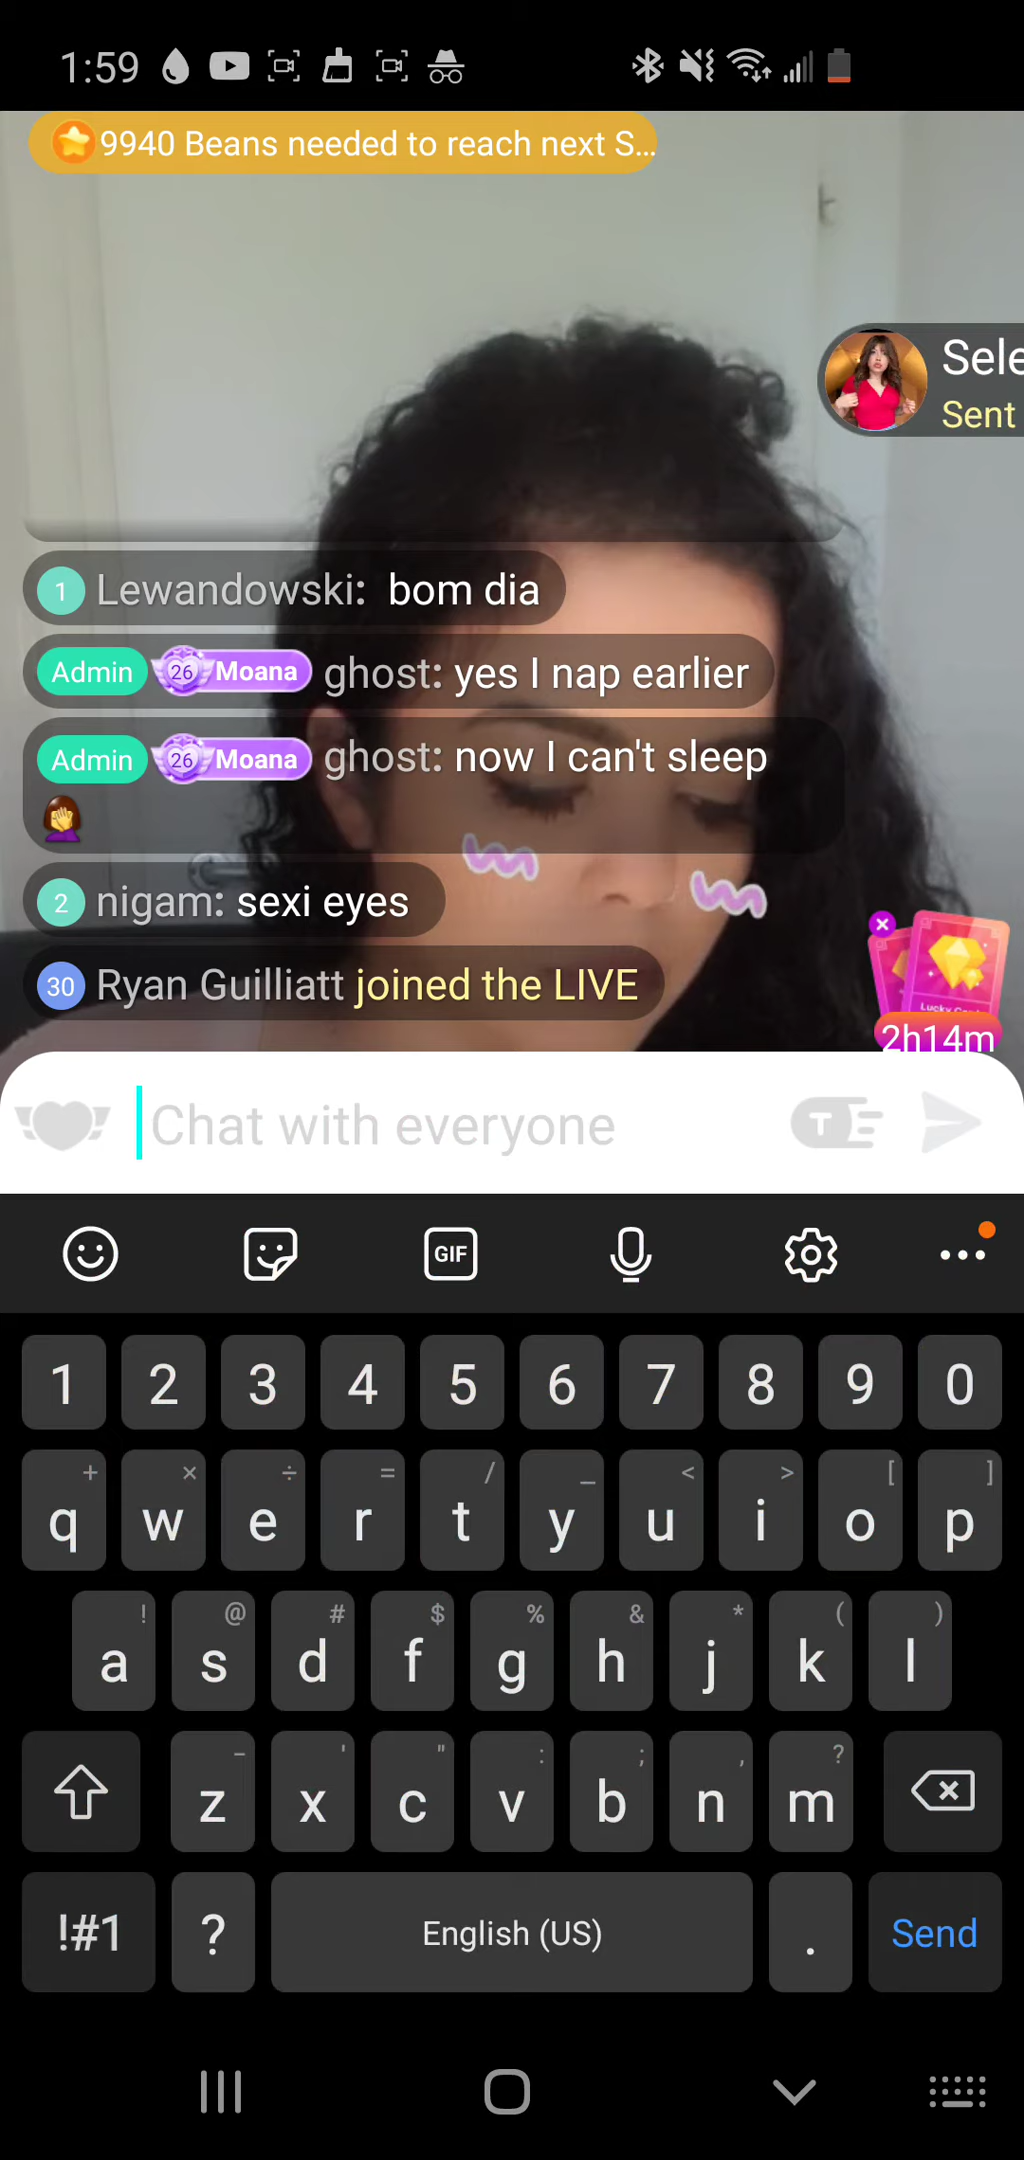 1:59
9940 Beans needed to reach next S...
Sele
Sent
1 Lewandowski: bom dia
Admin 26 Moana ghost: yes I nap earlier
Admin 26 Moana ghost: now I can't sleep
🤦🏽‍♀️
2 nigam: sexi eyes
30 Ryan Guilliatt joined the LIVE
2h14m
Chat with everyone
T
GIF
1 2 3 4 5 6 7 8 9 0
+ × ÷ = / _ < > [ ]
q w e r t y u i o p
! @ # $ % & * ( )
a s d f g h j k l
- ' " : ; , ?
z x c v b n m
!#1 ? English (US) . Send